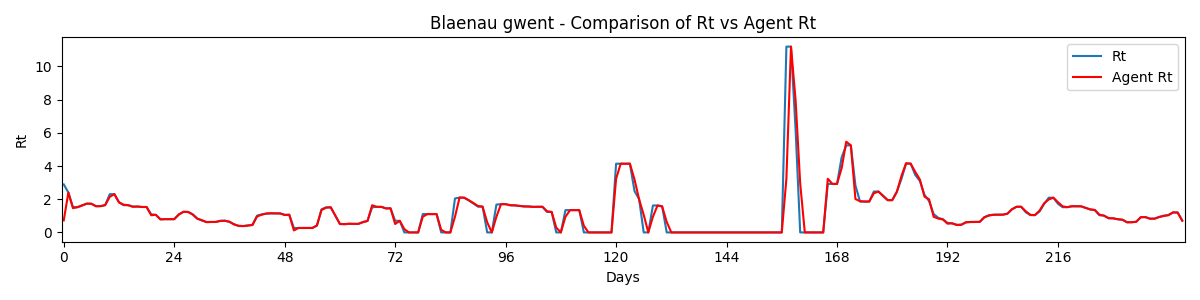 Blaenau gwent - Comparison of Rt vs Agent Rt
Rt
Agent Rt
10
8
6
4
2
0
Rt
0 24 48 72 96 120 144 168 192 216
Days